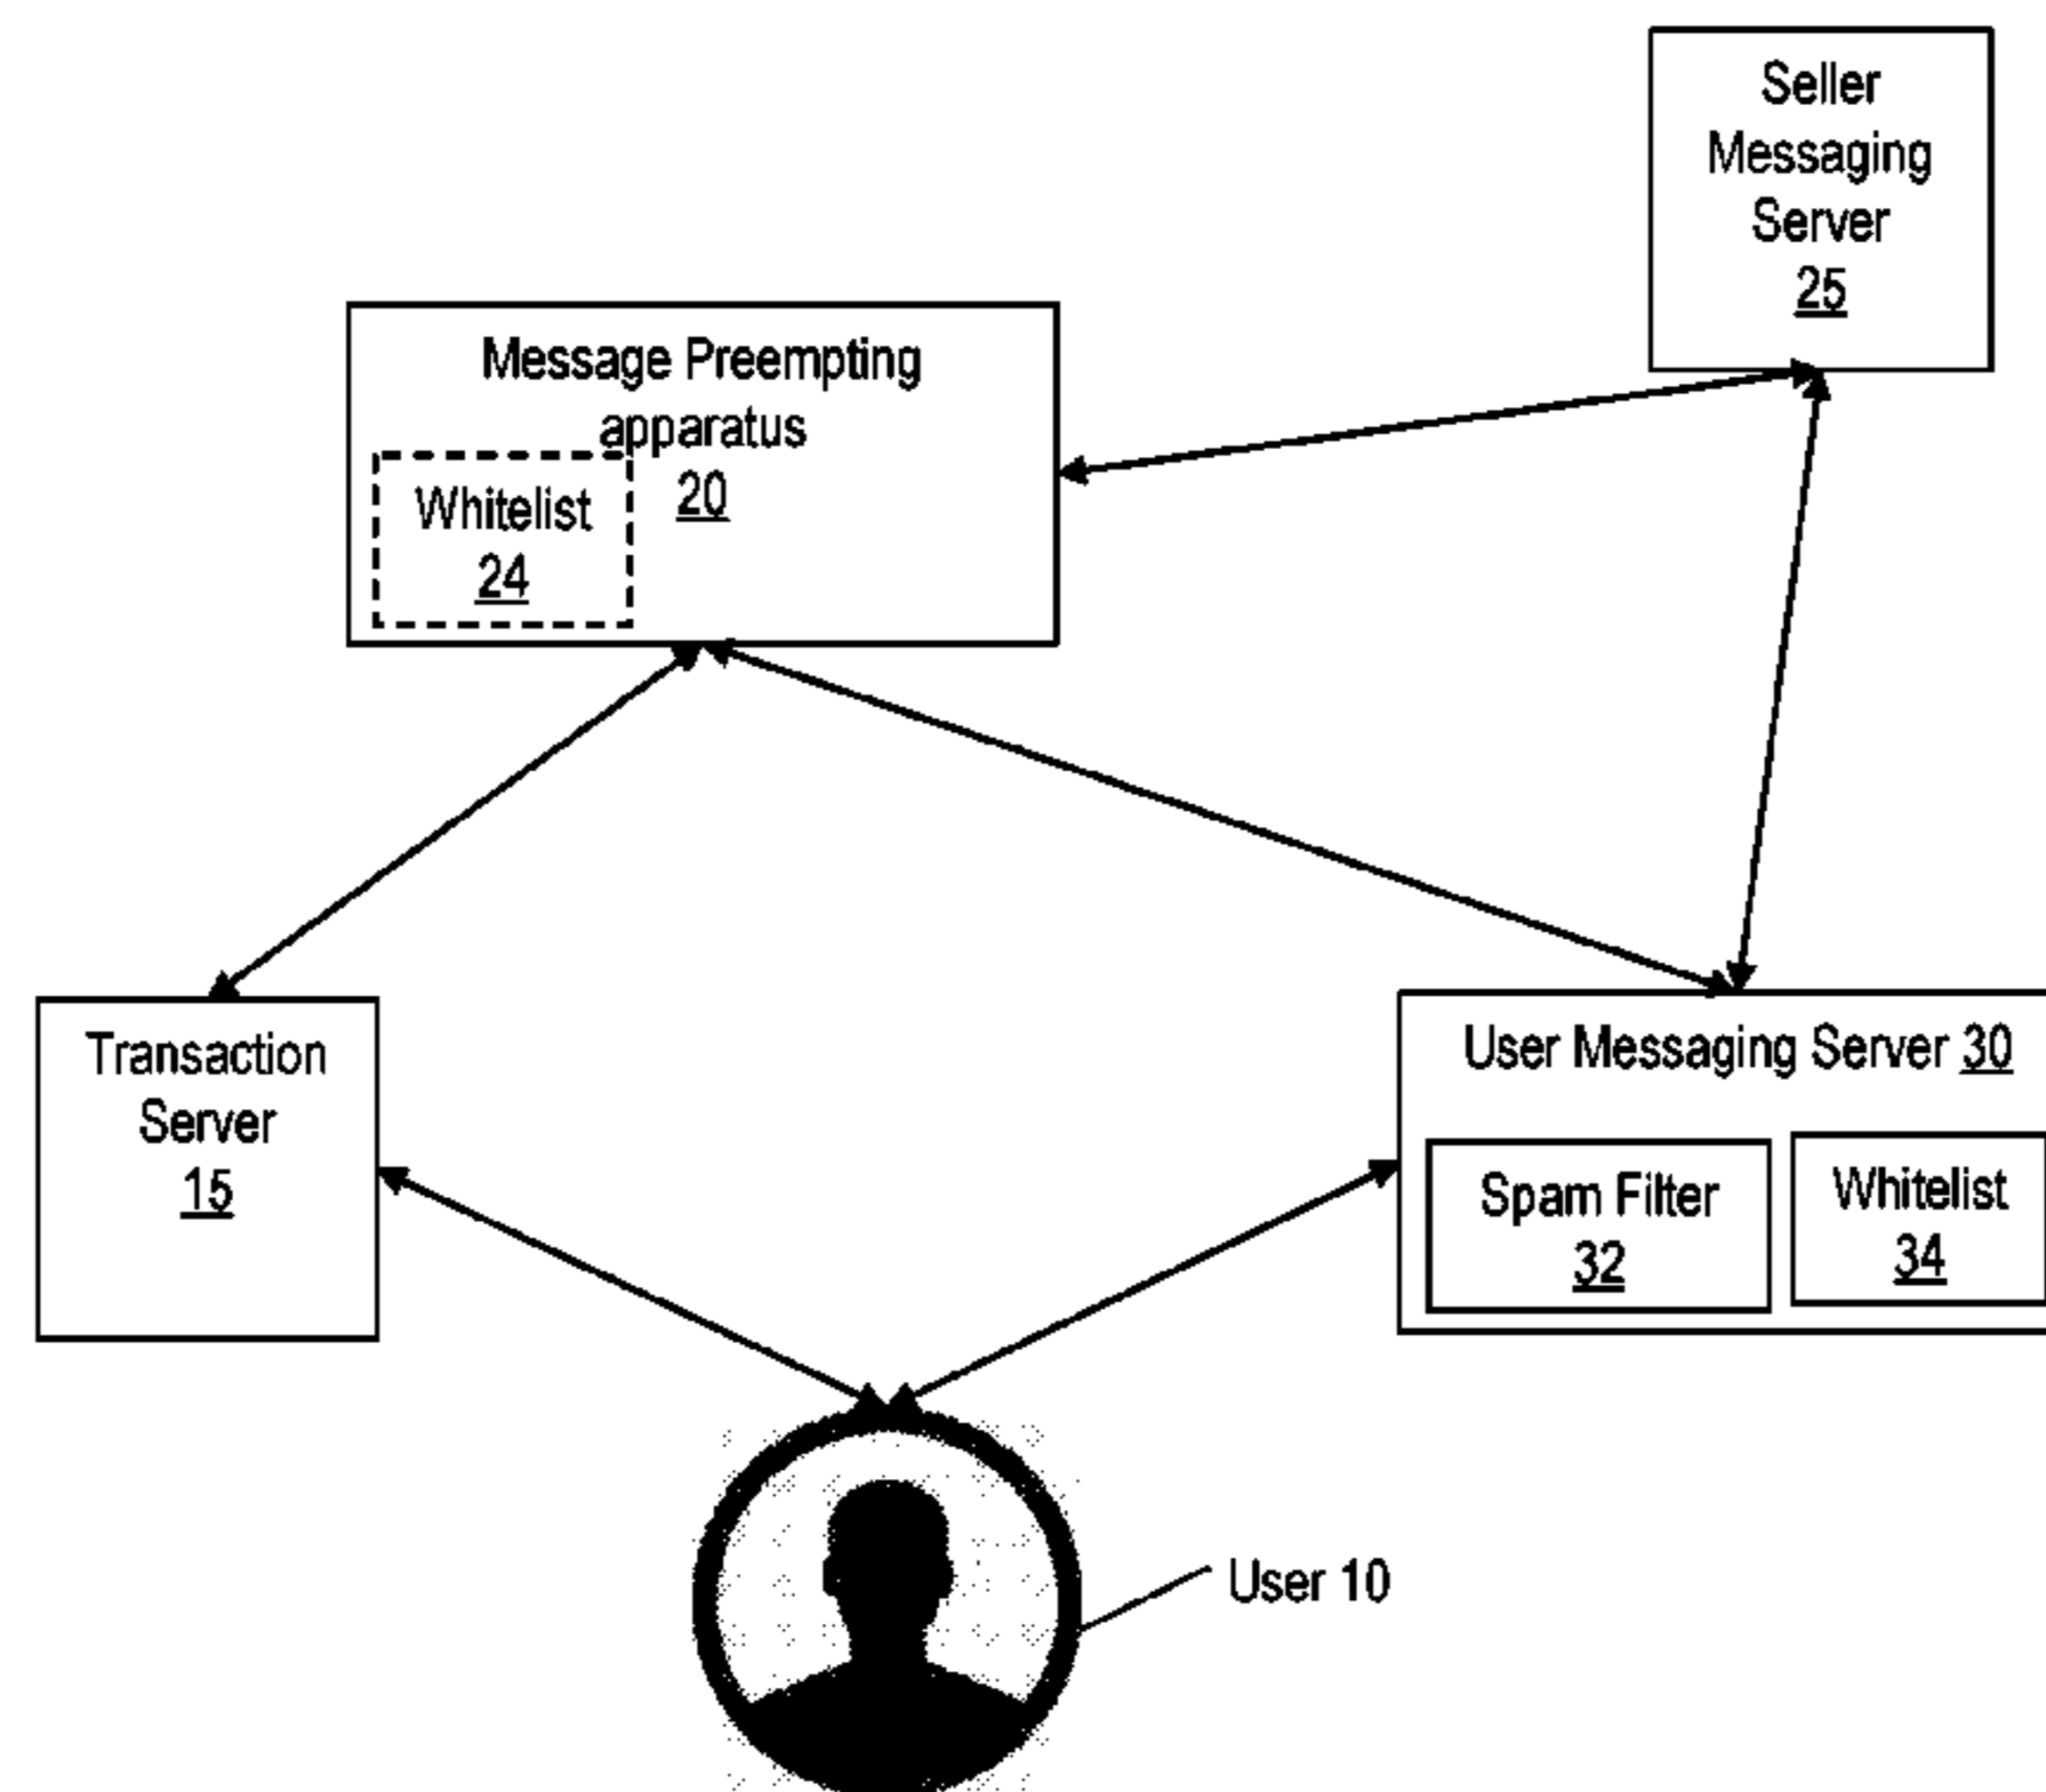 Seller
Messaging
Server
25
Message Preempting
apparatus
20
Whitelist
24
Transaction
Server
15
User Messaging Server 30
Spam Filter
32
Whitelist
34
User 10